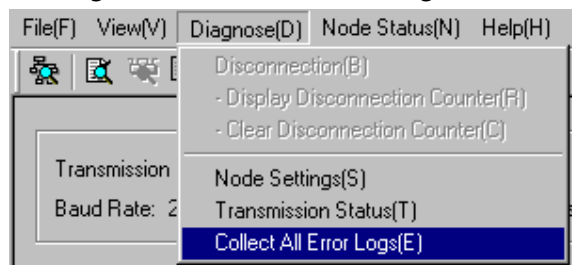 File(F) View(V) Diagnose(D) Node Status(N) Help(H)
Disconnection(B)
- Display Disconnection Counter(R)
- Clear Disconnection Counter(C)
Transmission
Node Settings(S)
Baud Rate: 2
Transmission Status(T)
Collect All Error Logs(E)